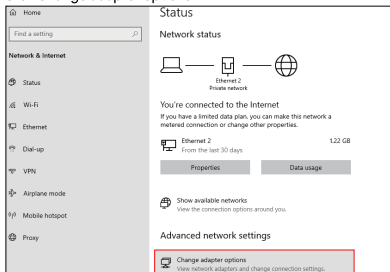 Home
Find a setting
Network & Internet
Status
Wi-Fi
Ethernet
Dial-up
VPN
Airplane mode
Mobile hotspot
Proxy
Status
Network status
Ethernet 2
Private network
You're connected to the Internet
If you have a limited data plan, you can make this network a
metered connection or change other properties.
Ethernet 2
From the last 30 days
1.22 GB
Properties
Data usage
Show available networks
View the connection options around you.
Advanced network settings
Change adapter options
View network adapters and change connection settings.